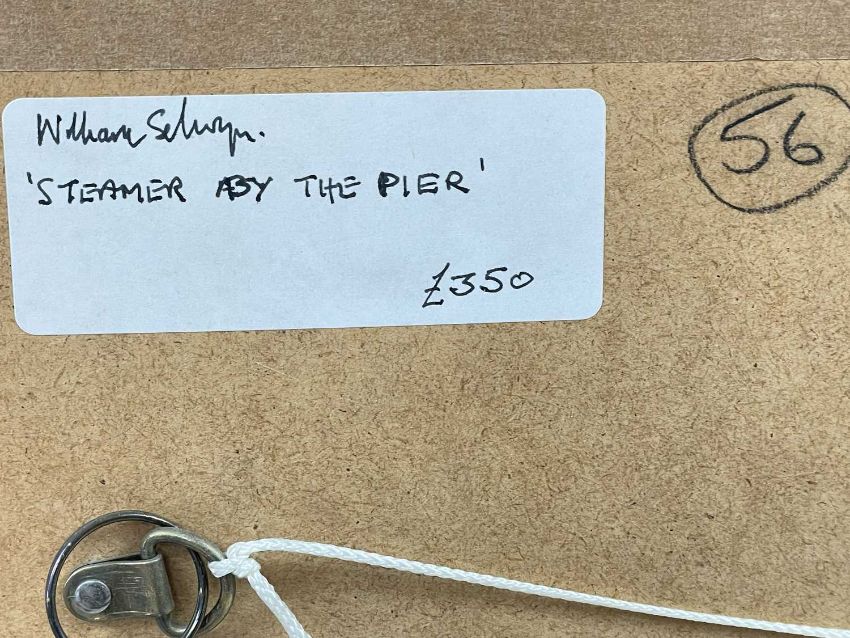 William Selwyn.
'STEAMER BY THE PIER'
£350
56